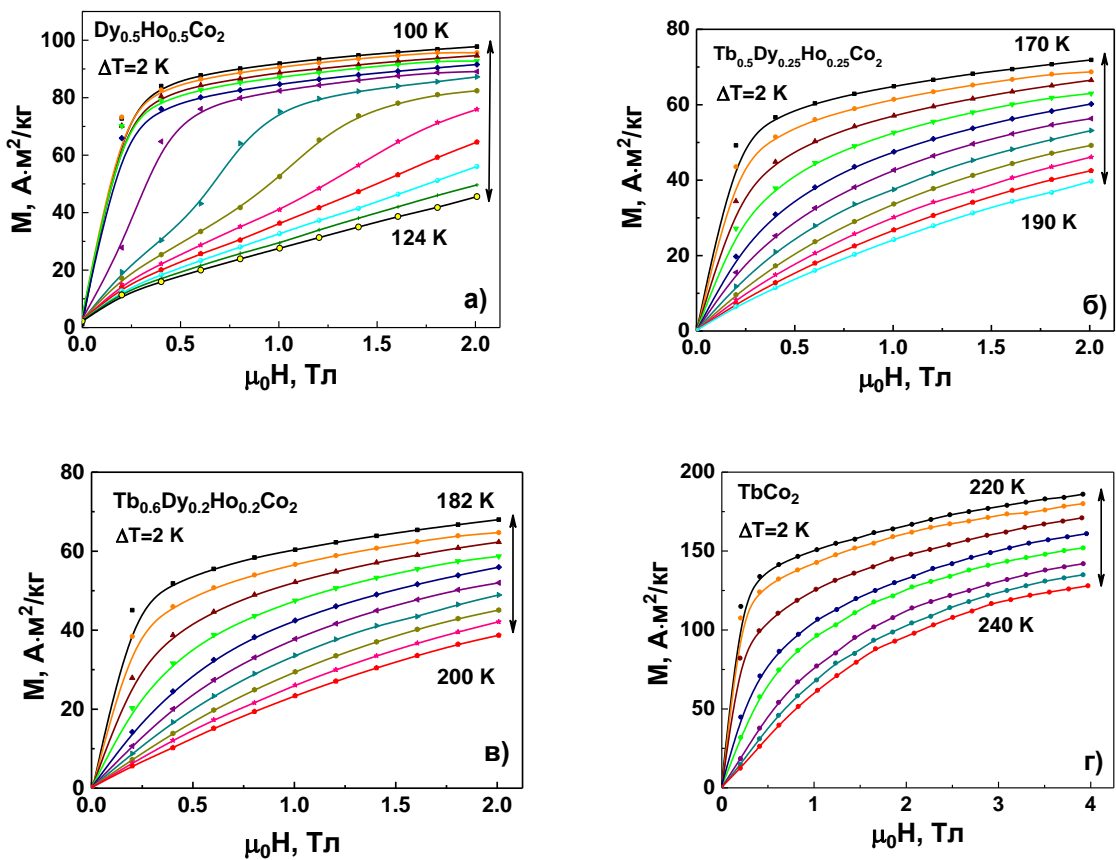 Dy0.5Ho0.5Co2
ΔT=2 K
100 K
124 K
а)
M, А·м²/кг
0
20
40
60
80
100
0.0 0.5 1.0 1.5 2.0
μ0H, Тл
Tb0.5Dy0.25Ho0.25Co2
ΔT=2 K
170 K
190 K
б)
M, А·м²/кг
0
20
40
60
80
0.0 0.5 1.0 1.5 2.0
μ0H, Тл
Tb0.6Dy0.2Ho0.2Co2
ΔT=2 K
182 K
200 K
в)
M, А·м²/кг
0
20
40
60
80
0.0 0.5 1.0 1.5 2.0
μ0H, Тл
TbCo2
ΔT=2 K
220 K
240 K
г)
M, А·м²/кг
0
50
100
150
200
0 1 2 3 4
μ0H, Тл